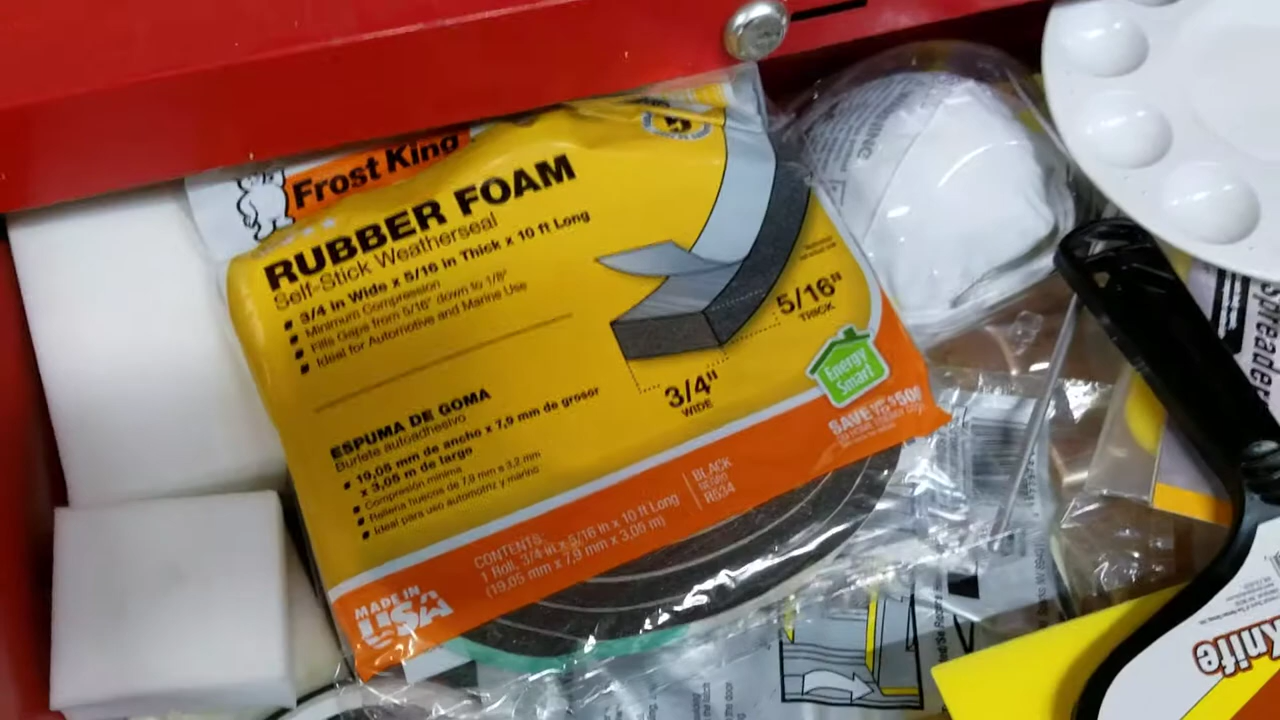 Frost King
RUBBER FOAM
Self-Stick Weatherseal
3/4 in Wide x 5/16 in Thick x 10 ft Long
Minimum Compression
Fills Gaps from 5/16" down to 1/8"
Ideal for Automotive and Marine Use
5/16"
THICK
3/4"
WIDE
Energy
Smart
ESPUMA DE GOMA
Burlete autoadhesivo
19,05 mm de ancho x 7,9 mm de grosor
x 3,05 m de largo
Compresión mínima
Rellena huecos de 7,9 mm a 3,2 mm
Ideal para uso automotriz y marino
CONTENTS:
1 Roll, 3/4 in x 5/16 in x 10 ft Long
(19,05 mm x 7,9 mm x 3,05 m)
BLACK
NEGRO
R534
MADE IN
USA
SAVE
Spreaders
Knife